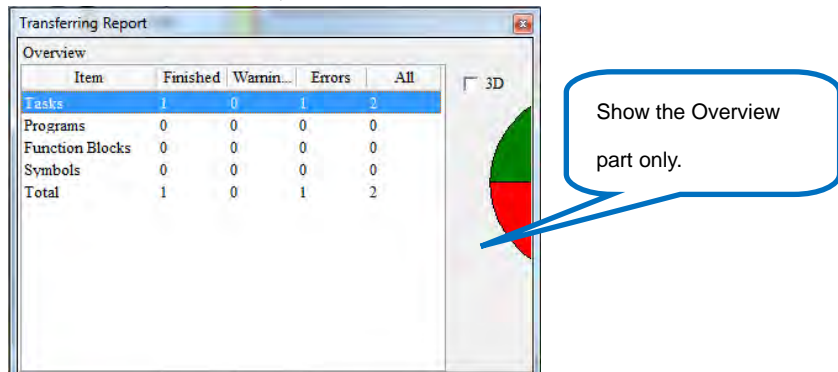 Transferring Report
Overview
Item Finished Warnin... Errors All
Tasks 1 0 1 2
Programs 0 0 0 0
Function Blocks 0 0 0 0
Symbols 0 0 0 0
Total 1 0 1 2
3D
Show the Overview
part only.